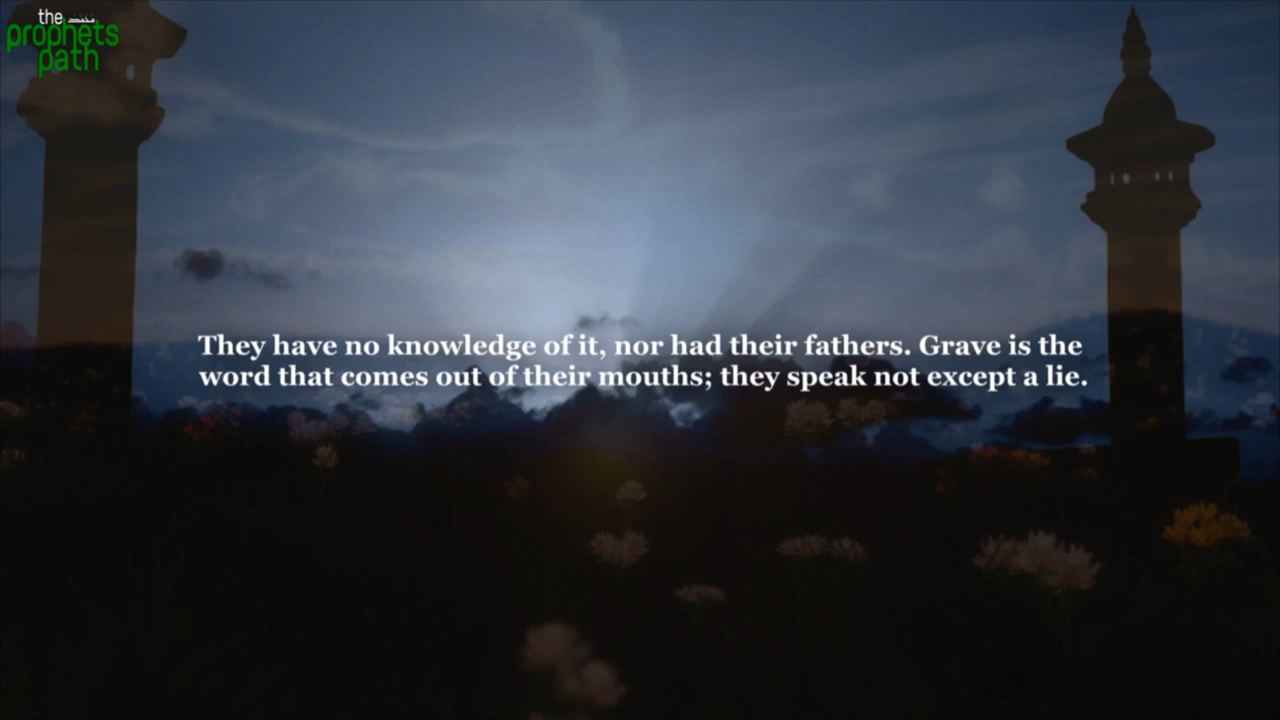 the محمد
prophets
path
They have no knowledge of it, nor had their fathers. Grave is the
word that comes out of their mouths; they speak not except a lie.